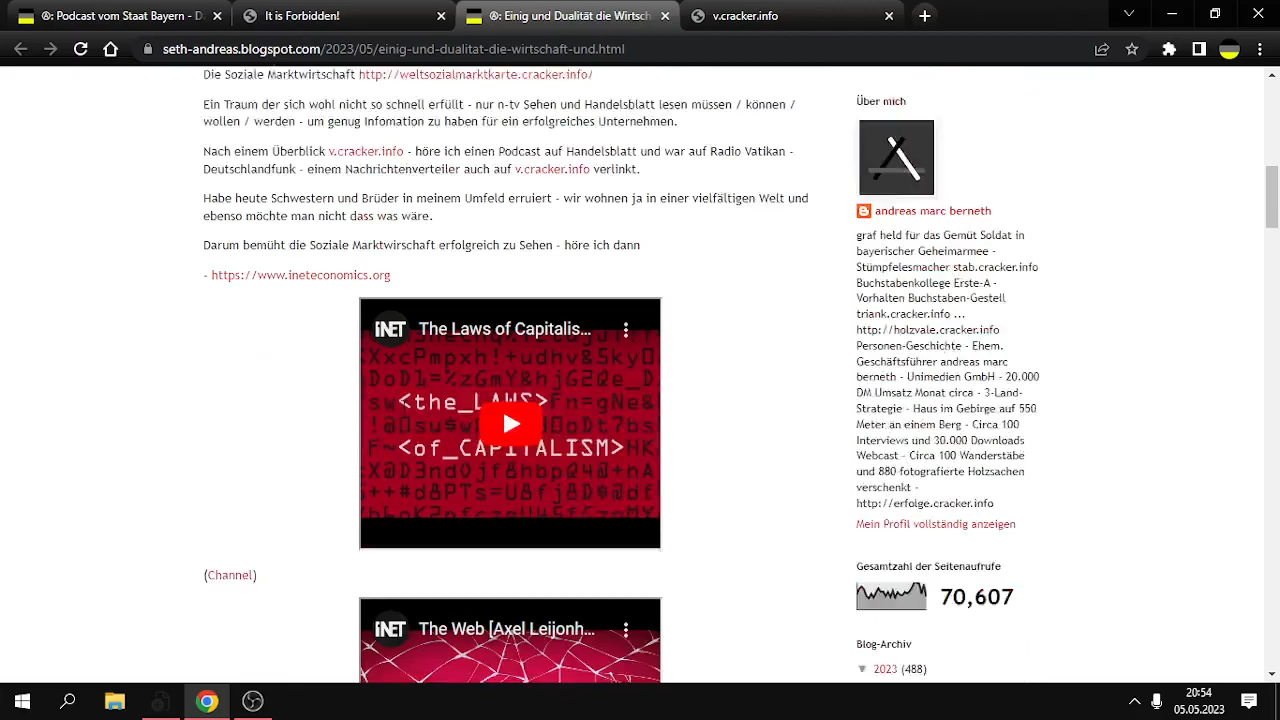 Podcast vom Staat Bayern - Da
It is Forbidden!
Einig und Dualität die Wirtsch
v.cracker.info
seth-andreas.blogspot.com/2023/05/einig-und-dualitat-die-wirtschaft-und.html
Die Soziale Marktwirtschaft http://weltsozialmarktkarte.cracker.info/
Ein Traum der sich wohl nicht so schnell erfüllt - nur n-tv Sehen und Handelsblatt lesen müssen / können /
wollen / werden - um genug Infomation zu haben für ein erfolgreiches Unternehmen.
Nach einem Überblick v.cracker.info - höre ich einen Podcast auf Handelsblatt und war auf Radio Vatikan -
Deutschlandfunk - einem Nachrichtenverteiler auch auf v.cracker.info verlinkt.
Habe heute Schwestern und Brüder in meinem Umfeld erruiert - wir wohnen ja in einer vielfältigen Welt und
ebenso möchte man nicht dass was wäre.
Darum bemüht die Soziale Marktwirschaft erfolgreich zu Sehen - höre ich dann
- https://www.ineteconomics.org
iNET The Laws of Capitalis...
<the_LAWS>
<of_CAPITALISM>
(Channel)
iNET The Web [Axel Leijonh...
Über mich
andreas marc berneth
graf held für das Gemüt Soldat in
bayerischer Geheimarmee -
Stümpfelesmacher stab.cracker.info
Buchstabenkollege Erste-A -
Vorhalten Buchstaben-Gestell
triank.cracker.info ...
http://holzvale.cracker.info
Personen-Geschichte - Ehem.
Geschäftsführer andreas marc
berneth - Unimedien GmbH - 20.000
DM Umsatz Monat circa - 3-Land-
Strategie - Haus im Gebirge auf 550
Meter an einem Berg - Circa 100
Interviews und 30.000 Downloads
Webcast - Circa 100 Wanderstäbe
und 880 fotografierte Holzsachen
verschenkt -
http://erfolge.cracker.info
Mein Profil vollständig anzeigen
Gesamtzahl der Seitenaufrufe
70,607
Blog-Archiv
▼ 2023 (488)
20:54
05.05.2023